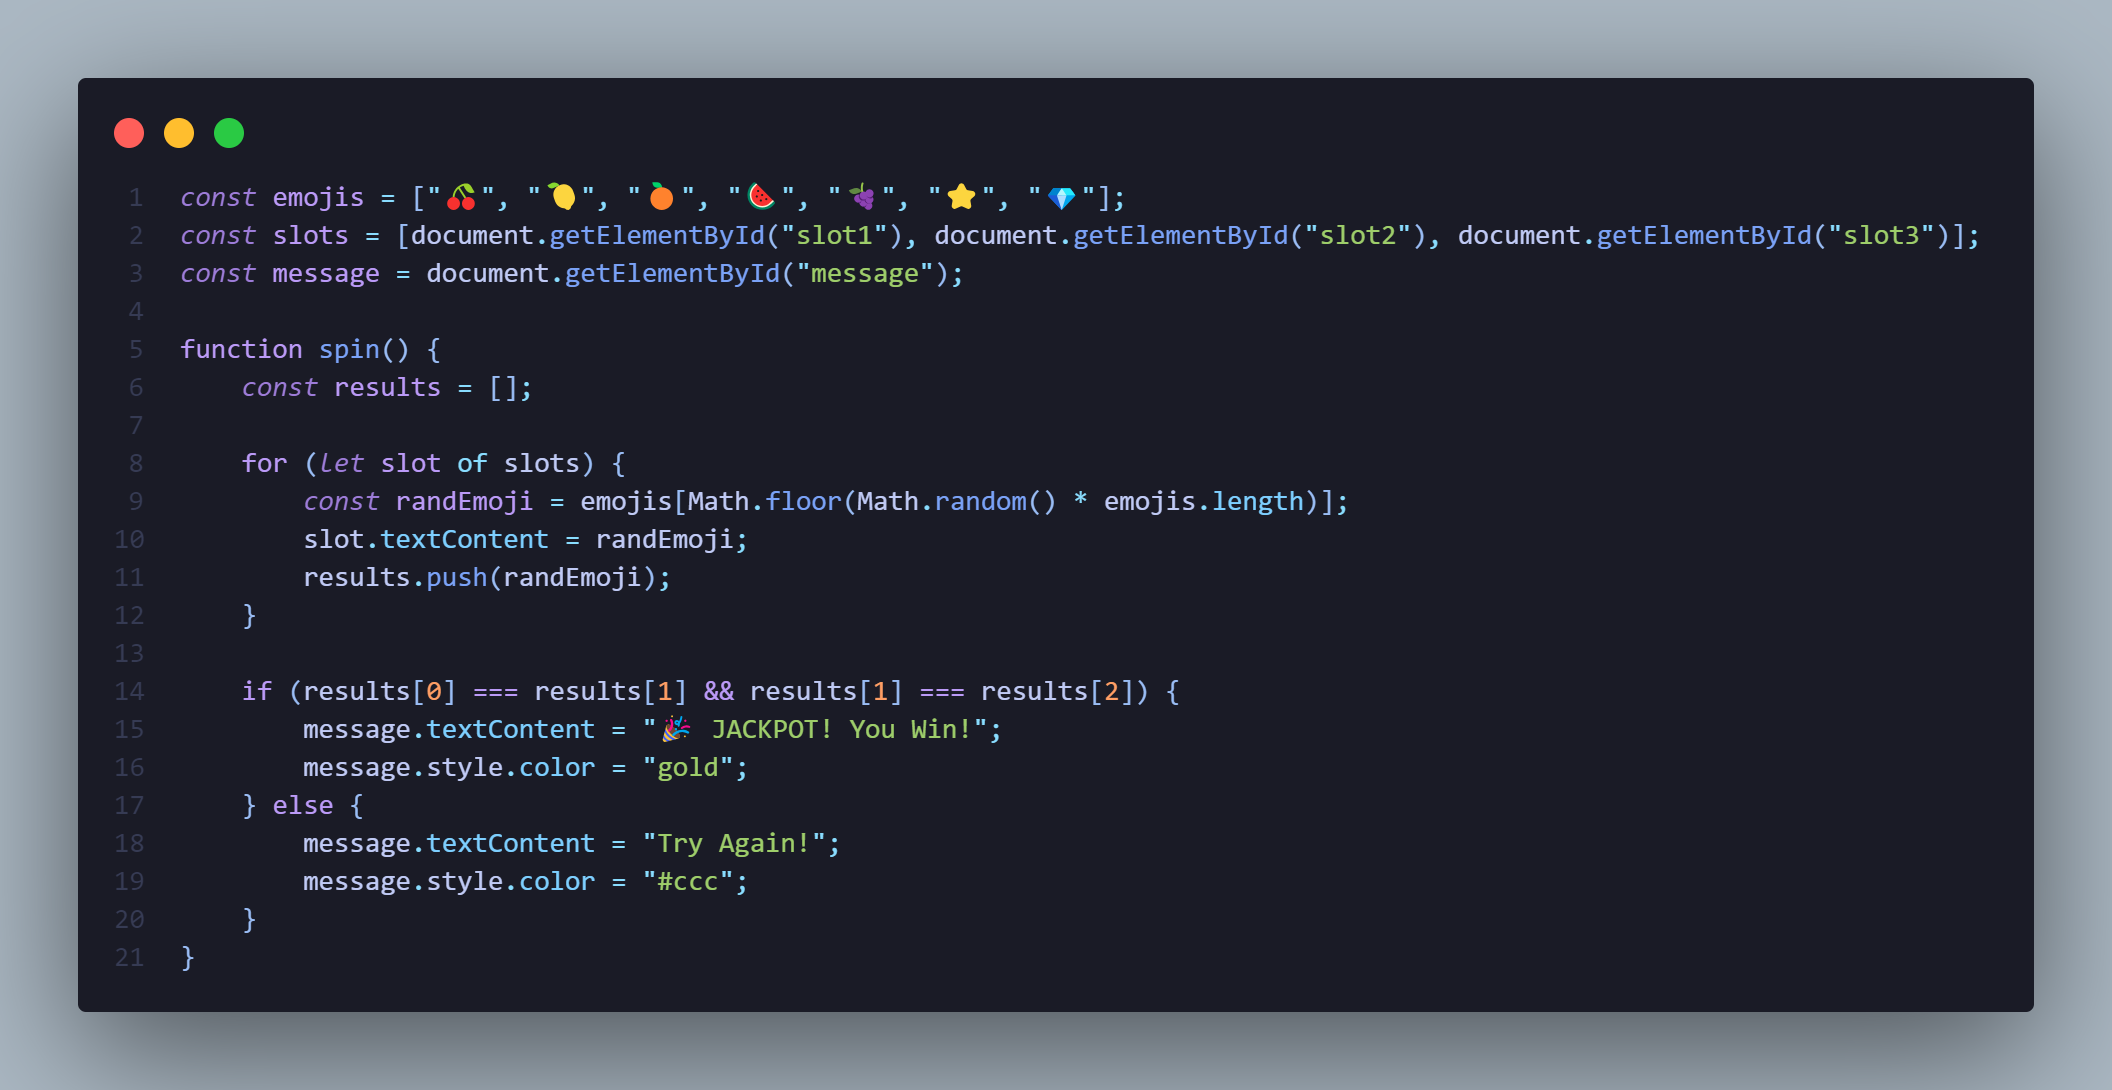 1 const emojis = ["🍒", "🍋", "🍊", "🍉", "🍇", "⭐", "💎"];
2 const slots = [document.getElementById("slot1"), document.getElementById("slot2"), document.getElementById("slot3")];
3 const message = document.getElementById("message");
4
5 function spin() {
6     const results = [];
7
8     for (let slot of slots) {
9         const randEmoji = emojis[Math.floor(Math.random() * emojis.length)];
10         slot.textContent = randEmoji;
11         results.push(randEmoji);
12     }
13
14     if (results[0] === results[1] && results[1] === results[2]) {
15         message.textContent = "🎉 JACKPOT! You Win!";
16         message.style.color = "gold";
17     } else {
18         message.textContent = "Try Again!";
19         message.style.color = "#ccc";
20     }
21 }